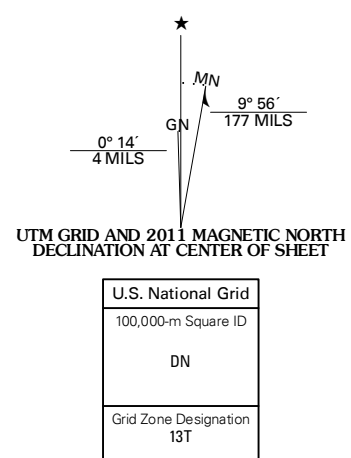 MN
GN
9° 56´
177 MILS
0° 14´
4 MILS
UTM GRID AND 2011 MAGNETIC NORTH
DECLINATION AT CENTER OF SHEET
U.S. National Grid
100,000-m Square ID
DN
Grid Zone Designation
13T